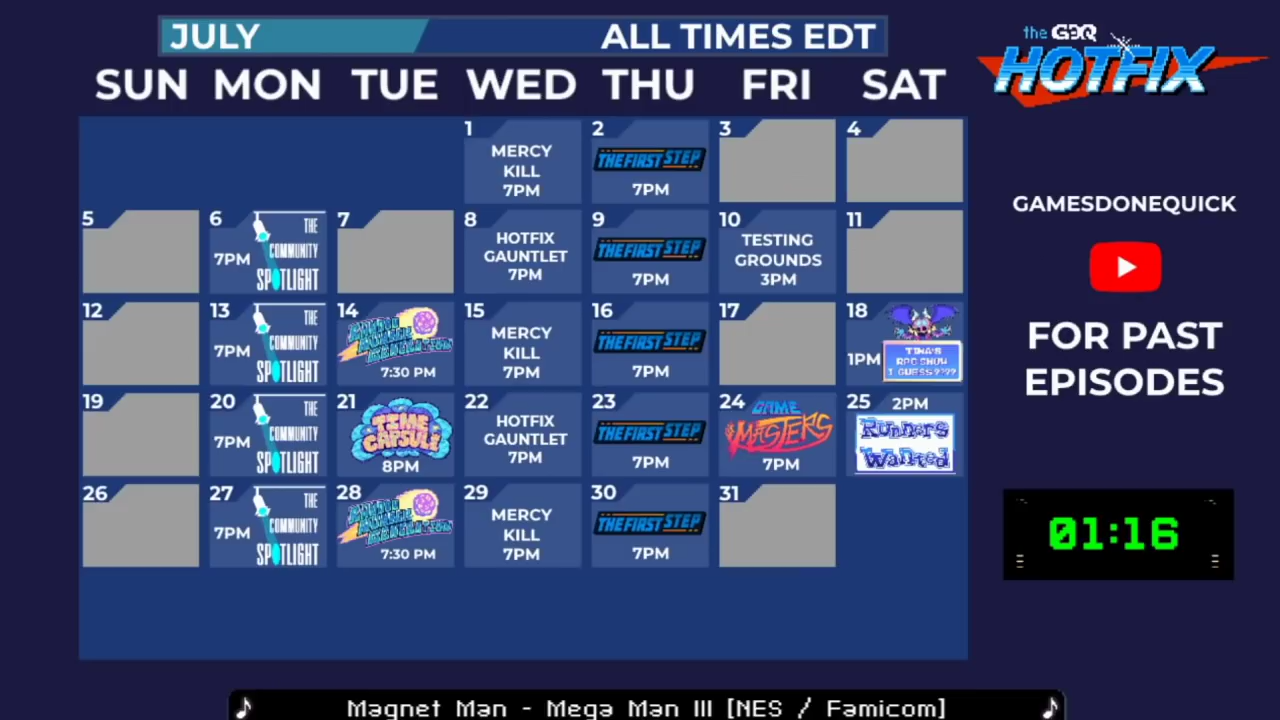 JULY
ALL TIMES EDT
the GDQ
HOTFIX
SUN MON TUE WED THU FRI SAT
1
MERCY
KILL
7PM
2
THE FIRST STEP
7PM
3
4
5
6
7PM
THE
COMMUNITY
SPOTLIGHT
7
8
HOTFIX
GAUNTLET
7PM
9
THE FIRST STEP
7PM
10
TESTING
GROUNDS
3PM
11
12
13
7PM
THE
COMMUNITY
SPOTLIGHT
14
7:30 PM
15
MERCY
KILL
7PM
16
THE FIRST STEP
7PM
17
18
1PM
TINA'S
RPG SHOW
I GUESS?'??
19
20
7PM
THE
COMMUNITY
SPOTLIGHT
21
TIME
CAPSULE
8PM
22
HOTFIX
GAUNTLET
7PM
23
THE FIRST STEP
7PM
24
GAME
MASTERS
7PM
25
2PM
Runners
Wanted
26
27
7PM
THE
COMMUNITY
SPOTLIGHT
28
7:30 PM
29
MERCY
KILL
7PM
30
THE FIRST STEP
7PM
31
GAMESDONEQUICK
FOR PAST
EPISODES
01:16
♪ Magnet Man - Mega Man III [NES / Famicom] ♪